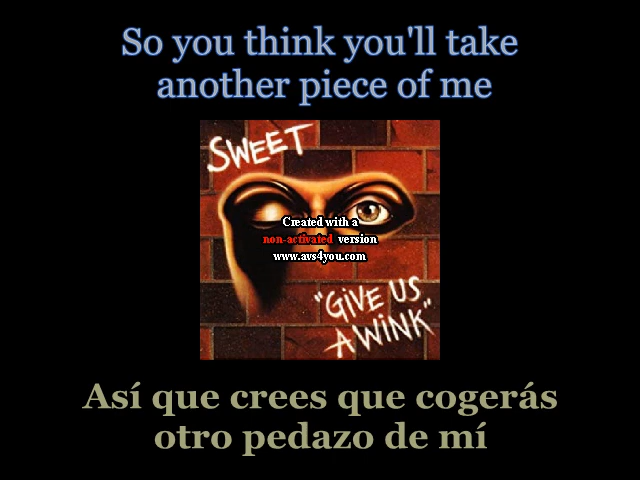 So you think you'll take
another piece of me
SWEET
Created with a
non-activated version
www.avs4you.com
"GIVE US
A WINK"
Así que crees que cogerás
otro pedazo de mí